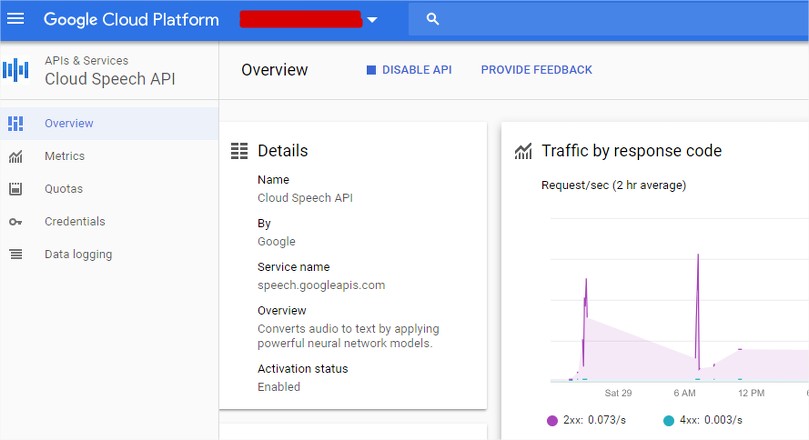 Google Cloud Platform
APIs & Services
Cloud Speech API
Overview
DISABLE API
PROVIDE FEEDBACK
Overview
Metrics
Quotas
Credentials
Data logging
Details
Name
Cloud Speech API
By
Google
Service name
speech.googleapis.com
Overview
Converts audio to text by applying
powerful neural network models.
Activation status
Enabled
Traffic by response code
Request/sec (2 hr average)
Sat 29
6 AM
12 PM
2xx: 0.073/s
4xx: 0.003/s